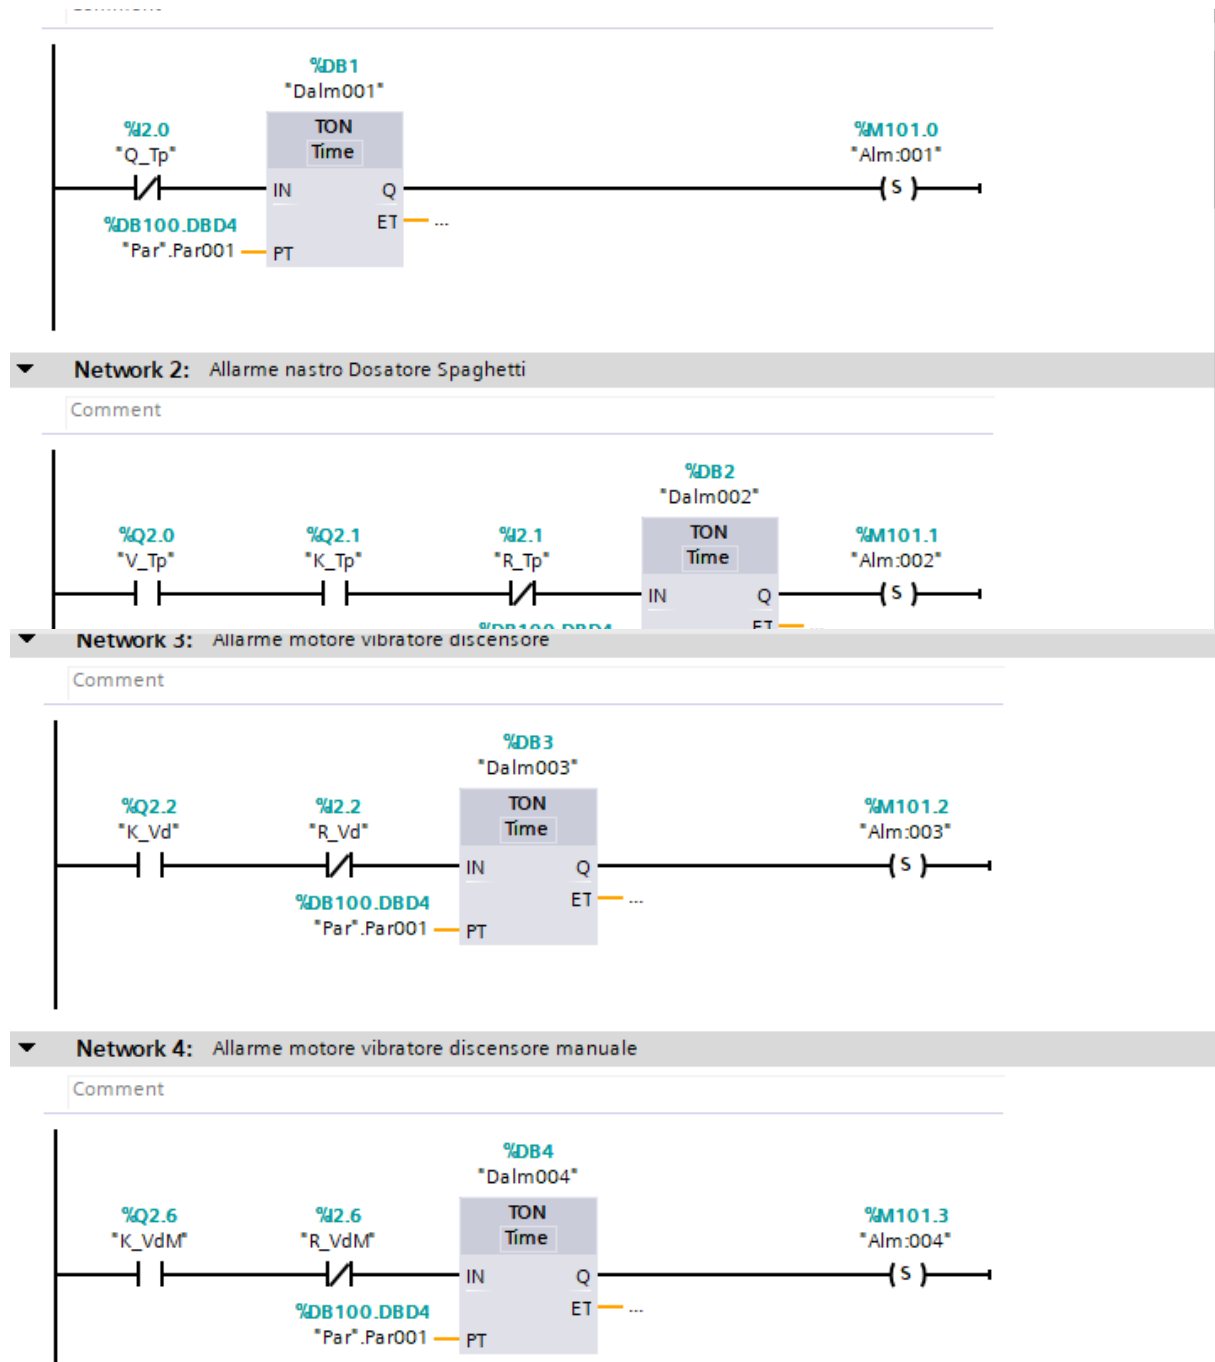 %DB1
"Dalm001"
%I2.0
"Q_Tp"
TON
Time
%M101.0
"Alm:001"
S
IN Q
%DB100.DBD4
ET ...
"Par".Par001 PT
Network 2: Allarme nastro Dosatore Spaghetti
Comment
%DB2
"Dalm002"
%Q2.0 %Q2.1 %I2.1 TON %M101.1
"V_Tp" "K_Tp" "R_Tp" Time "Alm:002"
S
IN Q
%DB100.DBD4 ET ...
Network 3: Allarme motore vibratore discensore
Comment
%DB3
"Dalm003"
%Q2.2 %I2.2 TON %M101.2
"K_Vd" "R_Vd" Time "Alm:003"
S
IN Q
%DB100.DBD4 ET ...
"Par".Par001 PT
Network 4: Allarme motore vibratore discensore manuale
Comment
%DB4
"Dalm004"
%Q2.6 %I2.6 TON %M101.3
"K_VdM" "R_VdM" Time "Alm:004"
S
IN Q
%DB100.DBD4 ET ...
"Par".Par001 PT